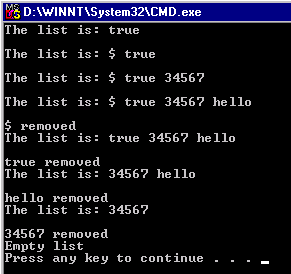 D:\WINNT\System32\CMD.exe
The list is: true
The list is: $ true
The list is: $ true 34567
The list is: $ true 34567 hello
$ removed
The list is: true 34567 hello
true removed
The list is: 34567 hello
hello removed
The list is: 34567
34567 removed
Empty list
Press any key to continue . . .